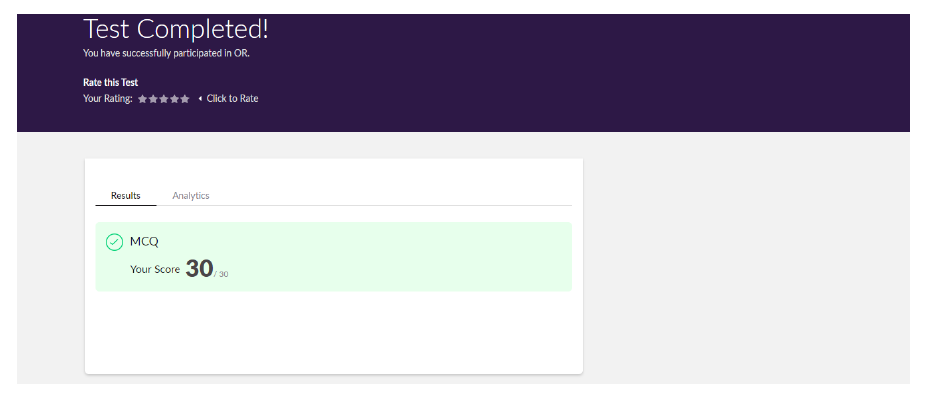 Test Completed!
You have successfully participated in OR.
Rate this Test
Your Rating: Click to Rate
Results Analytics
MCQ
Your Score 30 / 30